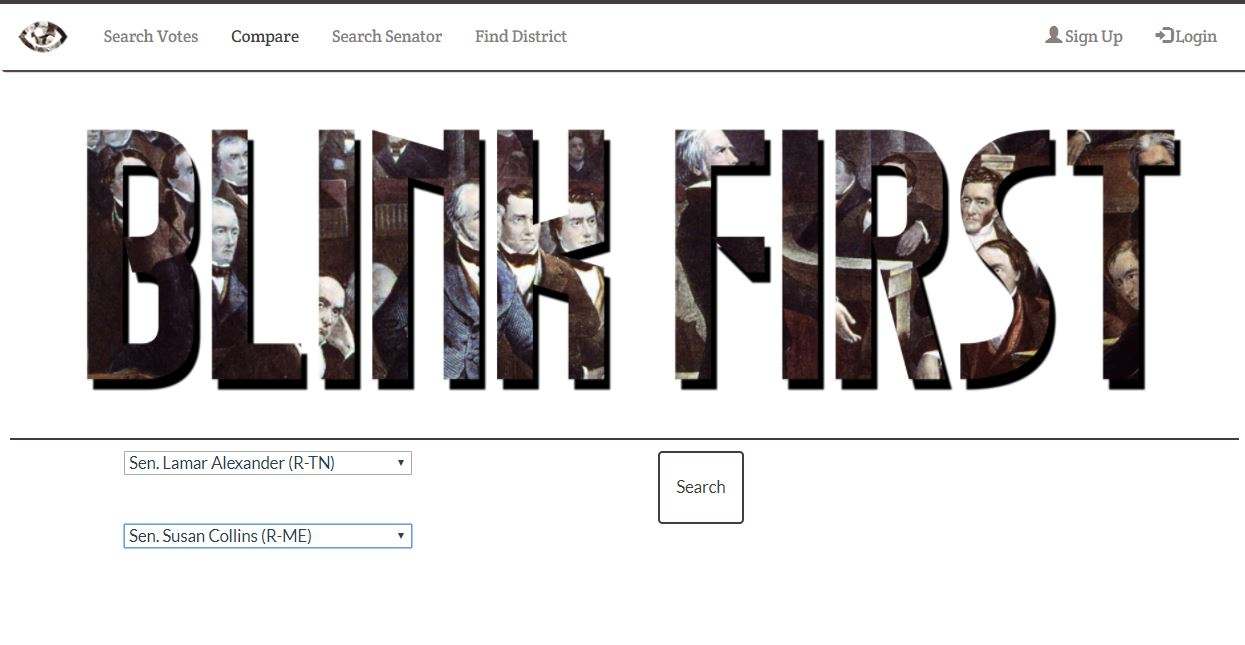 Search Votes Compare Search Senator Find District Sign Up Login
BLINK FIRST
Sen. Lamar Alexander (R-TN)
Search
Sen. Susan Collins (R-ME)